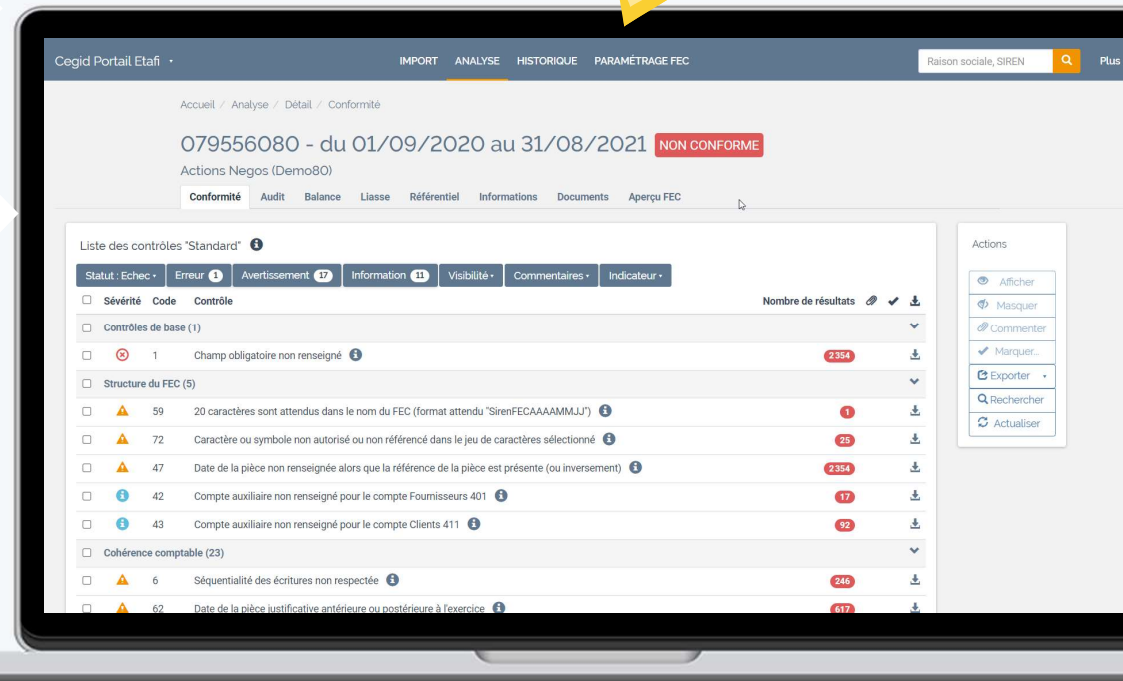 Cegid Portail Etafi
IMPORT ANALYSE HISTORIQUE PARAMÉTRAGE FEC
Raison sociale, SIREN
Plus
Accueil / Analyse / Détail / Conformité
079556080 - du 01/09/2020 au 31/08/2021 NON CONFORME
Actions Negos (Demo80)
Conformité Audit Balance Liasse Référentiel Informations Documents Aperçu FEC
Liste des contrôles "Standard"
Statut : Echec Erreur 1 Avertissement 17 Information 11 Visibilité Commentaires Indicateur
Sévérité Code Contrôle Nombre de résultats
Contrôles de base (1)
1 Champ obligatoire non renseigné 2354
Structure du FEC (5)
59 20 caractères sont attendus dans le nom du FEC (format attendu "SirenFECAAAAMMJJ") 1
72 Caractère ou symbole non autorisé ou non référencé dans le jeu de caractères sélectionné 25
47 Date de la pièce non renseignée alors que la référence de la pièce est présente (ou inversement) 2354
42 Compte auxiliaire non renseigné pour le compte Fournisseurs 401 17
43 Compte auxiliaire non renseigné pour le compte Clients 411 92
Cohérence comptable (23)
6 Séquentialité des écritures non respectée 246
62 Date de la pièce justificative antérieure ou postérieure à l'exercice 617
Actions
Afficher
Masquer
Commenter
Marquer...
Exporter
Rechercher
Actualiser